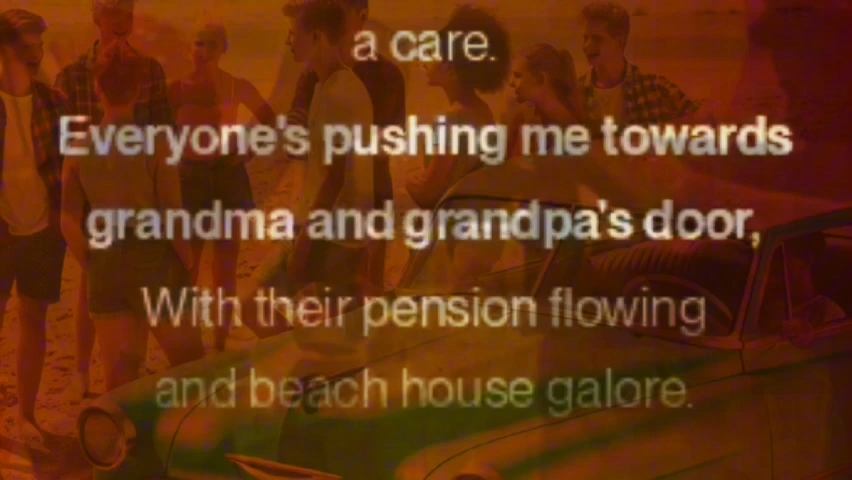 a care.
Everyone's pushing me towards
grandma and grandpa's door,
With their pension flowing
and beach house galore.